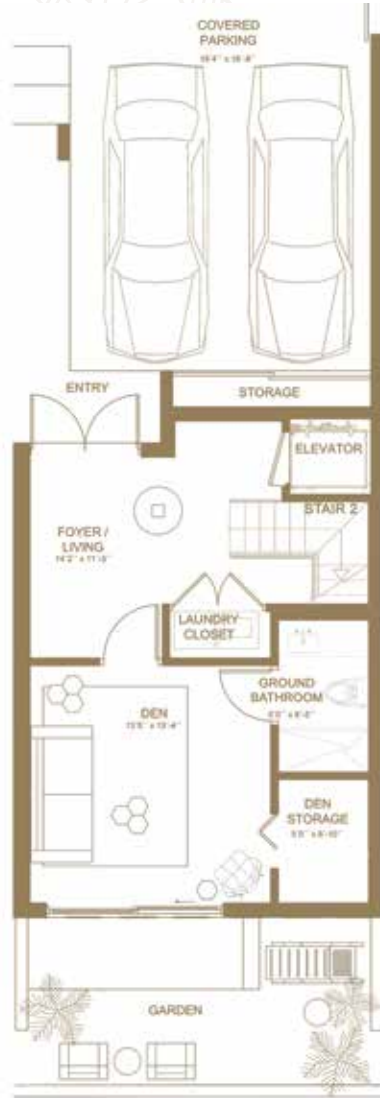 COVERED
PARKING
ENTRY
STORAGE
ELEVATOR
STAIR 2
FOYER /
LIVING
LAUNDRY
CLOSET
GROUND
BATHROOM
DEN
DEN
STORAGE
GARDEN